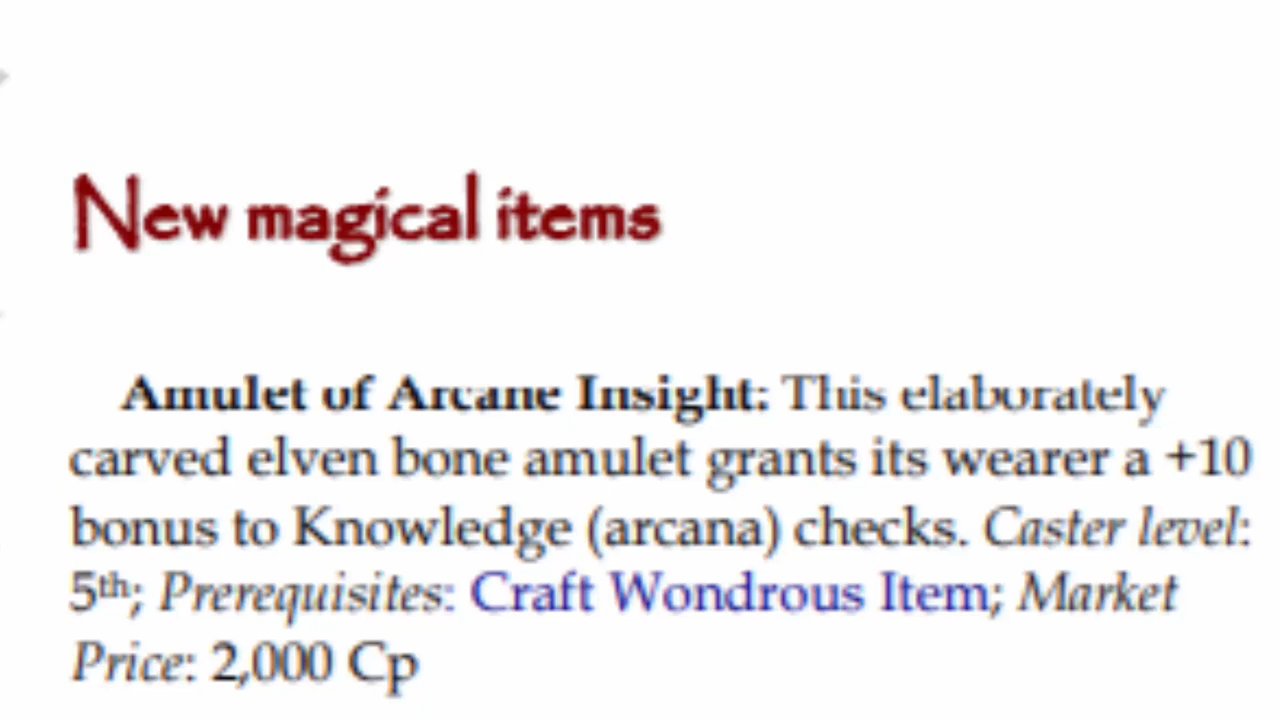 New magical items
Amulet of Arcane Insight: This elaborately
carved elven bone amulet grants its wearer a +10
bonus to Knowledge (arcana) checks. Caster level:
5th; Prerequisites: Craft Wondrous Item; Market
Price: 2,000 Cp